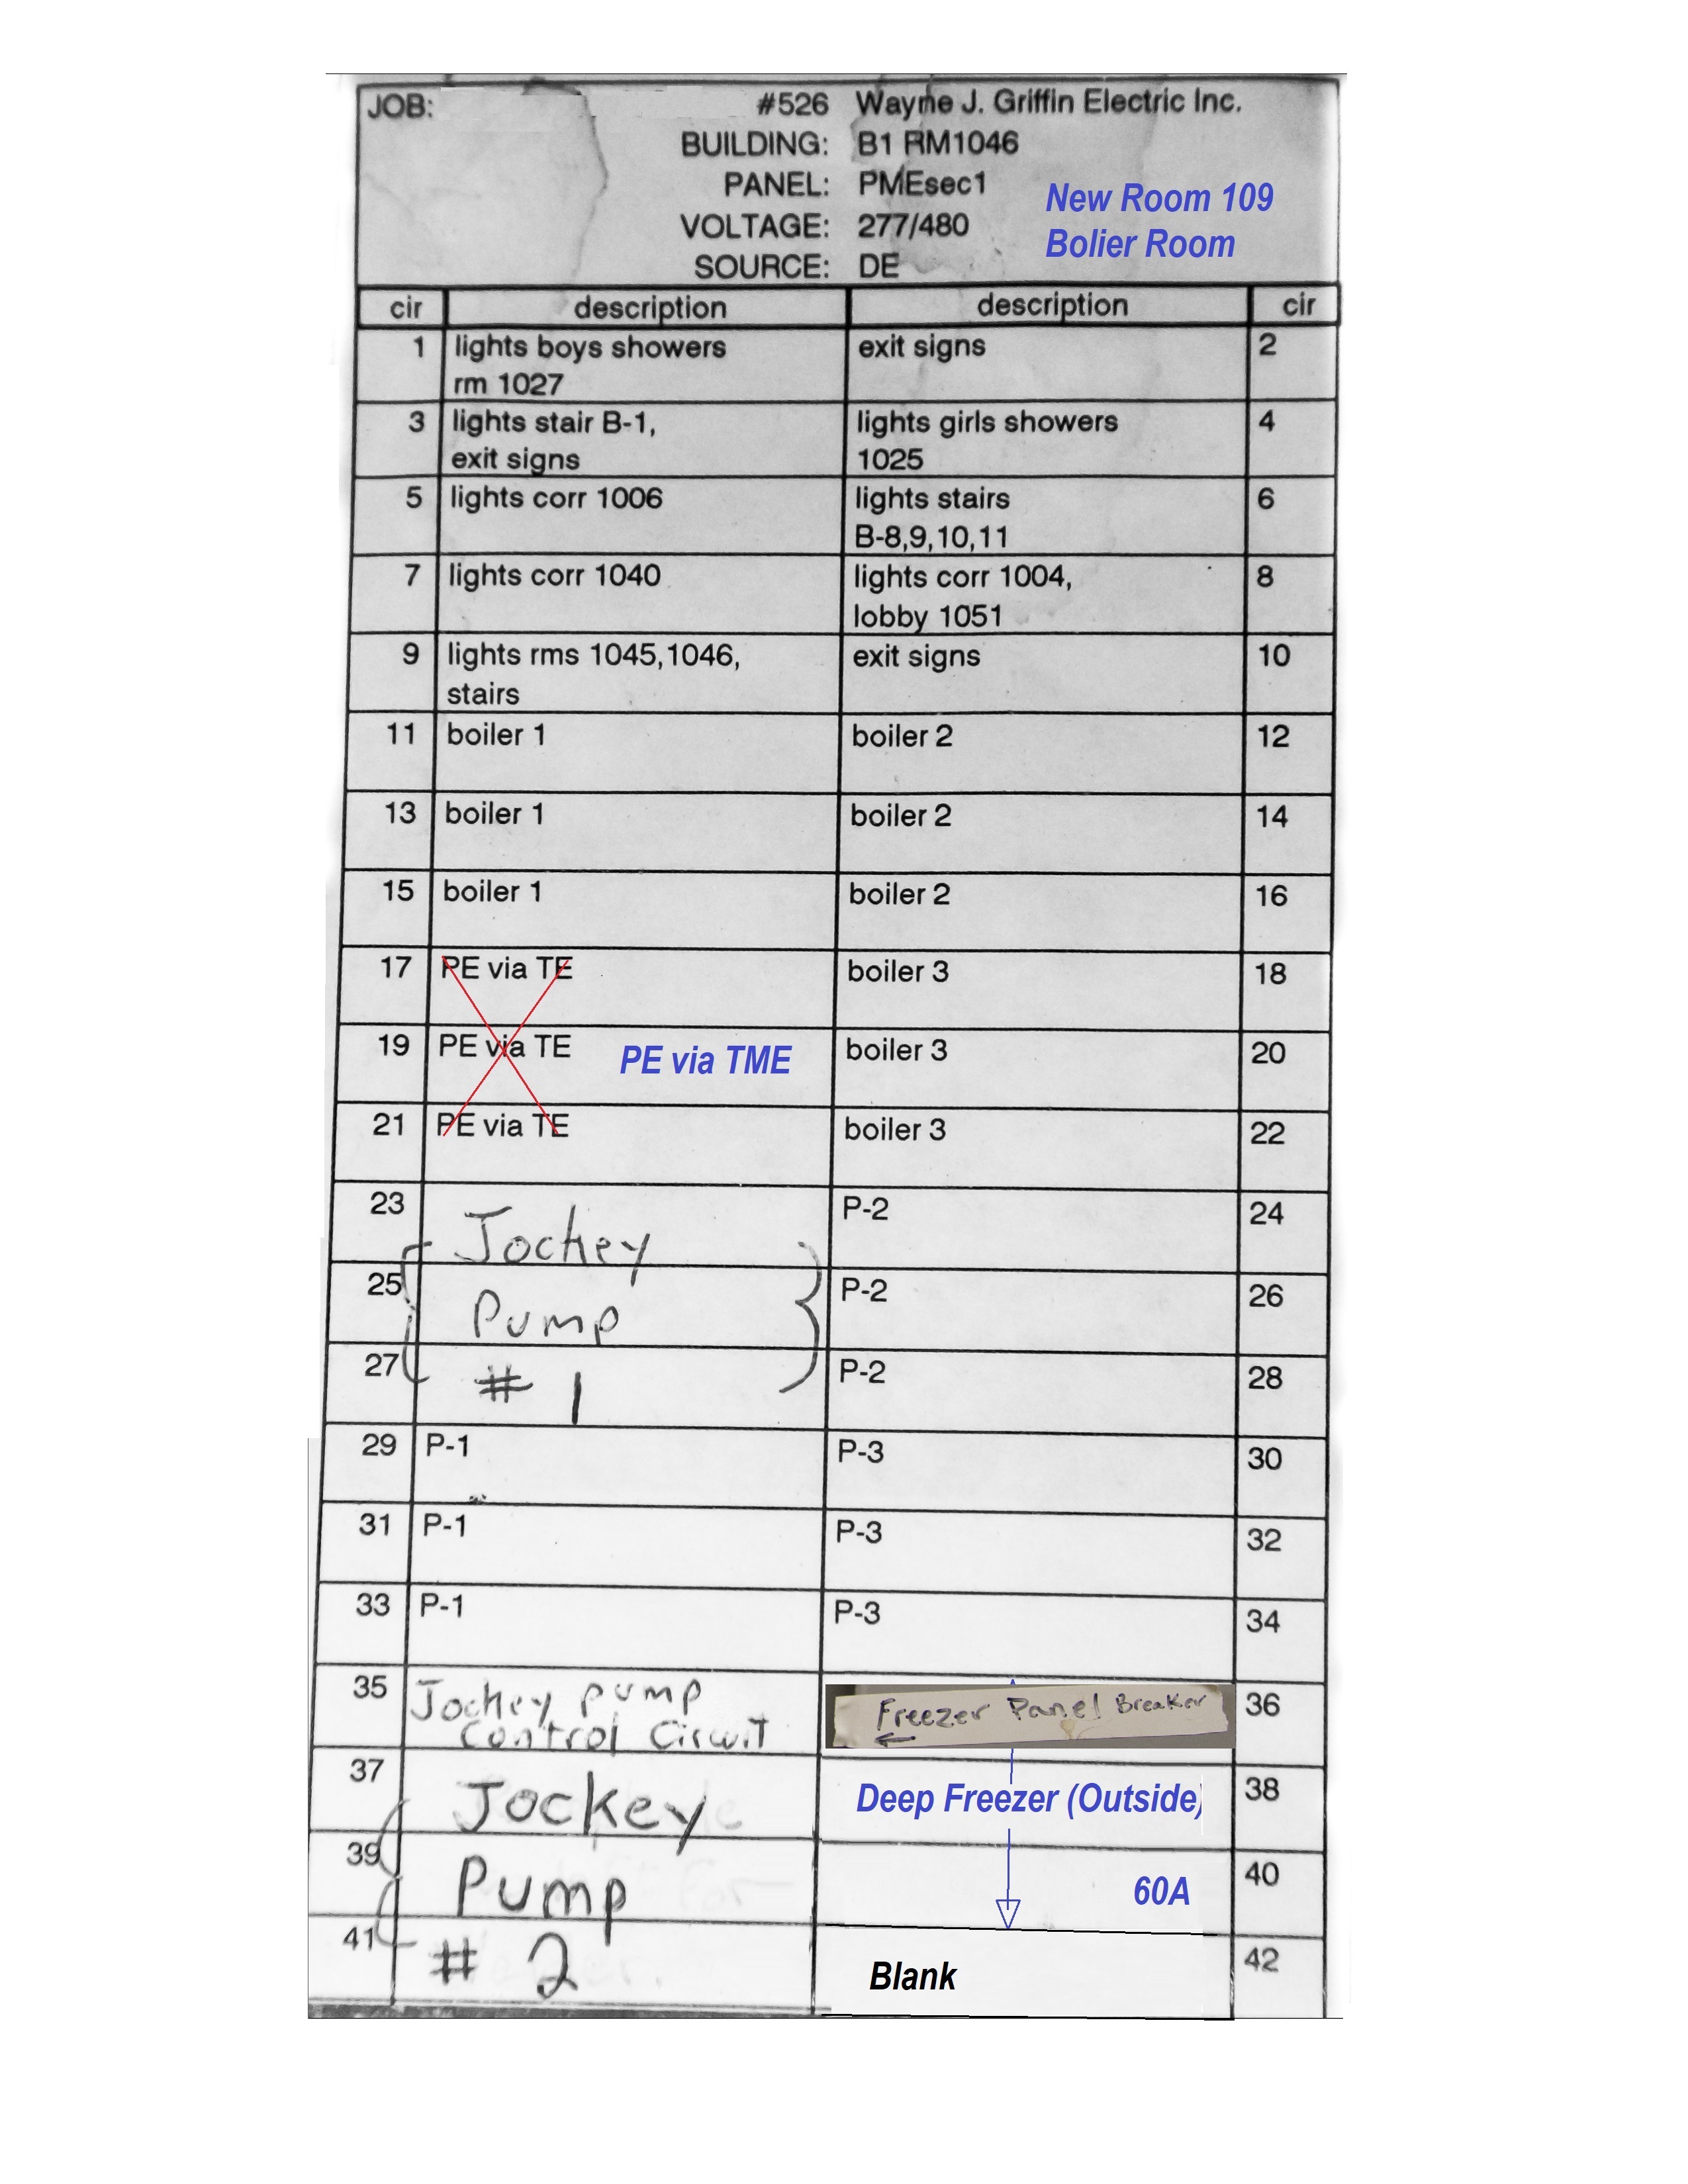 JOB: #526 Wayne J. Griffin Electric Inc.
BUILDING: B1 RM1046
PANEL: PMEsec1
New Room 109
VOLTAGE: 277/480
Bolier Room
SOURCE: DE
cir description description cir
1 lights boys showers exit signs 2
rm 1027
3 lights stair B-1, lights girls showers 4
exit signs 1025
5 lights corr 1006 lights stairs 6
B-8,9,10,11
7 lights corr 1040 lights corr 1004, 8
lobby 1051
9 lights rms 1045,1046, exit signs 10
stairs
11 boiler 1 boiler 2 12
13 boiler 1 boiler 2 14
15 boiler 1 boiler 2 16
17 PE via TE boiler 3 18
19 PE via TE PE via TME boiler 3 20
21 PE via TE boiler 3 22
23 Jockey P-2 24
25 Pump P-2 26
27 # 1 P-2 28
29 P-1 P-3 30
31 P-1 P-3 32
33 P-1 P-3 34
35 Jockey pump Freezer Panel Breaker 36
Control Circuit
37 Jockey Deep Freezer (Outside) 38
39 Pump 60A 40
41 # 2 Blank 42